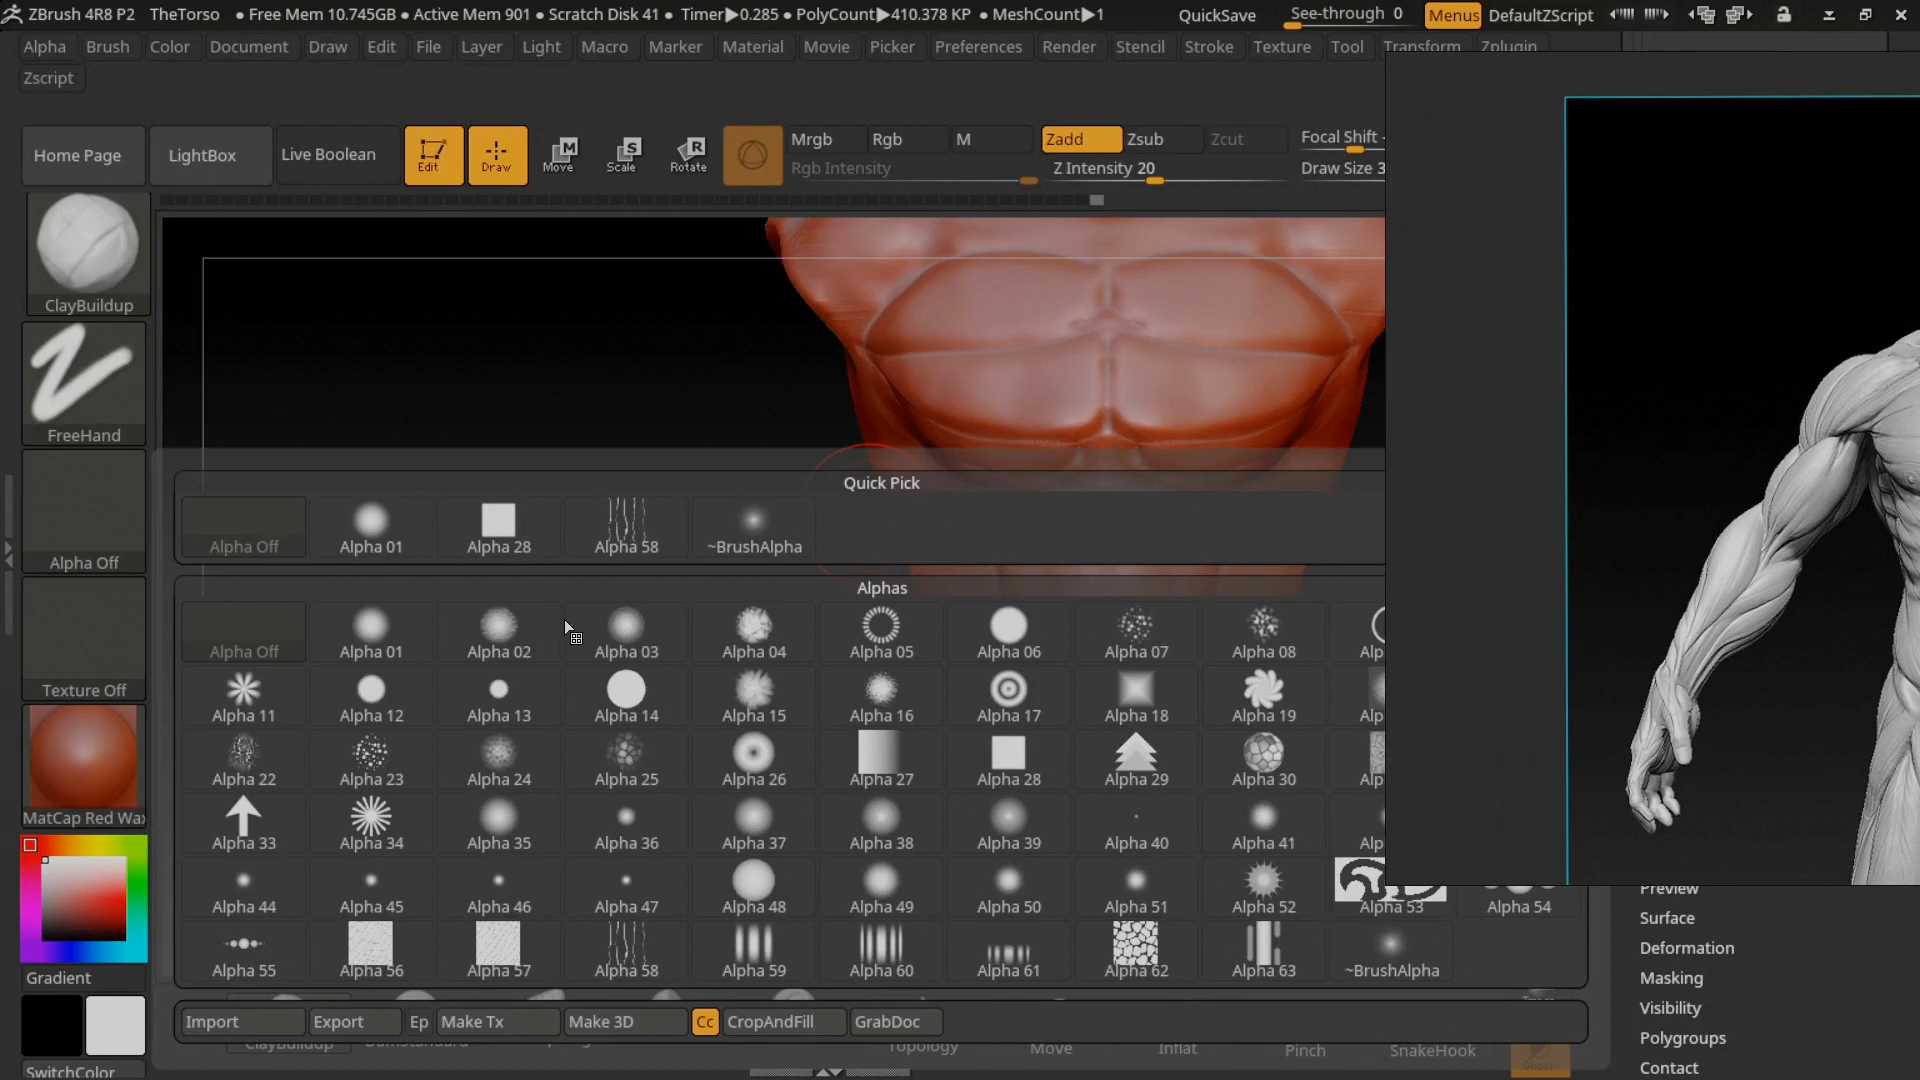 ZBrush 4R8 P2 TheTorso • Free Mem 10.745GB • Active Mem 901 • Scratch Disk 41 • Timer▶0.285 • PolyCount▶410.378 KP • MeshCount▶1 QuickSave See-through 0 Menus DefaultZScript
Alpha Brush Color Document Draw Edit File Layer Light Macro Marker Material Movie Picker Preferences Render Stencil Stroke Texture Tool Transform Zplugin
Zscript
Home Page LightBox Live Boolean Edit Draw Move Scale Rotate Mrgb Rgb M Zadd Zsub Zcut Focal Shift -
Rgb Intensity Z Intensity 20 Draw Size 3
ClayBuildup
FreeHand
Alpha Off
Texture Off
MatCap Red Wax
Gradient
SwitchColor
Quick Pick
Alpha Off Alpha 01 Alpha 28 Alpha 58 ~BrushAlpha
Alphas
Alpha Off Alpha 01 Alpha 02 Alpha 03 Alpha 04 Alpha 05 Alpha 06 Alpha 07 Alpha 08 Alp
Alpha 11 Alpha 12 Alpha 13 Alpha 14 Alpha 15 Alpha 16 Alpha 17 Alpha 18 Alpha 19 Alp
Alpha 22 Alpha 23 Alpha 24 Alpha 25 Alpha 26 Alpha 27 Alpha 28 Alpha 29 Alpha 30 Alp
Alpha 33 Alpha 34 Alpha 35 Alpha 36 Alpha 37 Alpha 38 Alpha 39 Alpha 40 Alpha 41 Alp
Alpha 44 Alpha 45 Alpha 46 Alpha 47 Alpha 48 Alpha 49 Alpha 50 Alpha 51 Alpha 52 Alpha 53 Alpha 54
Alpha 55 Alpha 56 Alpha 57 Alpha 58 Alpha 59 Alpha 60 Alpha 61 Alpha 62 Alpha 63 ~BrushAlpha
Import Export Ep Make Tx Make 3D Cc CropAndFill GrabDoc
ClayBuildup Topology Move Inflat Pinch SnakeHook
Preview
Surface
Deformation
Masking
Visibility
Polygroups
Contact